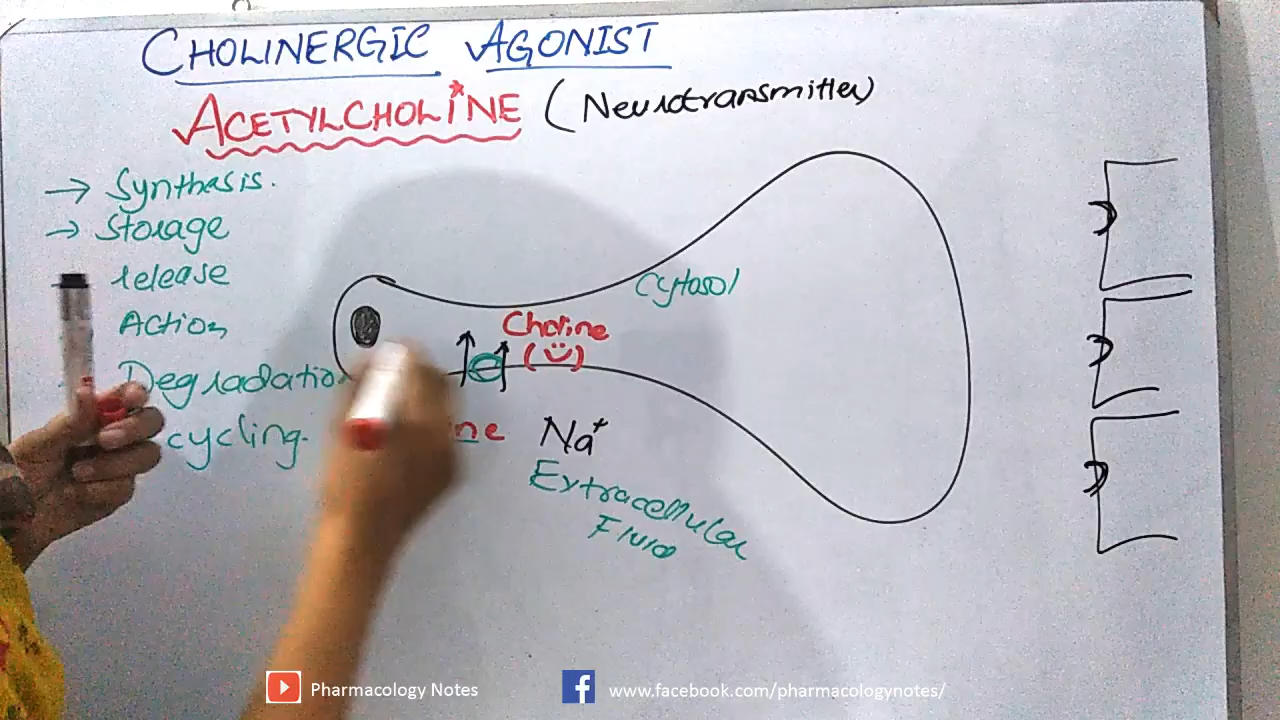 CHOLINERGIC AGONIST
ACETYLCHOLINE (Neurotransmitter)
→ Synthasis.
→ Storage
release
Action
Degradation
cycling.
Cytosol
Choline
(Ü)
ne Na⁺
Extracellular
Fluid
Pharmacology Notes
www.facebook.com/pharmacologynotes/